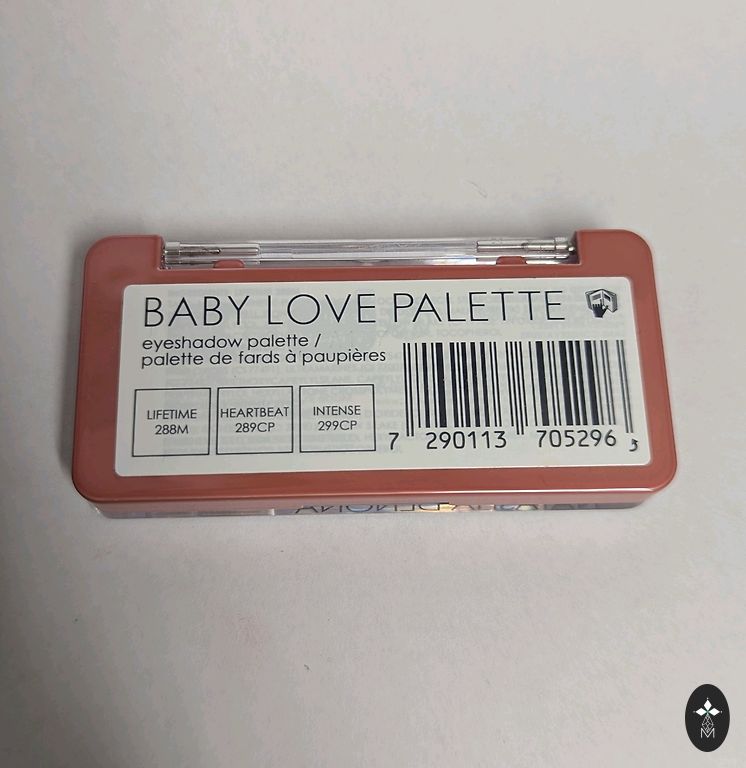 BABY LOVE PALETTE
eyeshadow palette /
palette de fards à paupières
LIFETIME
288M
HEARTBEAT
289CP
INTENSE
299CP
7 290113 705296
M